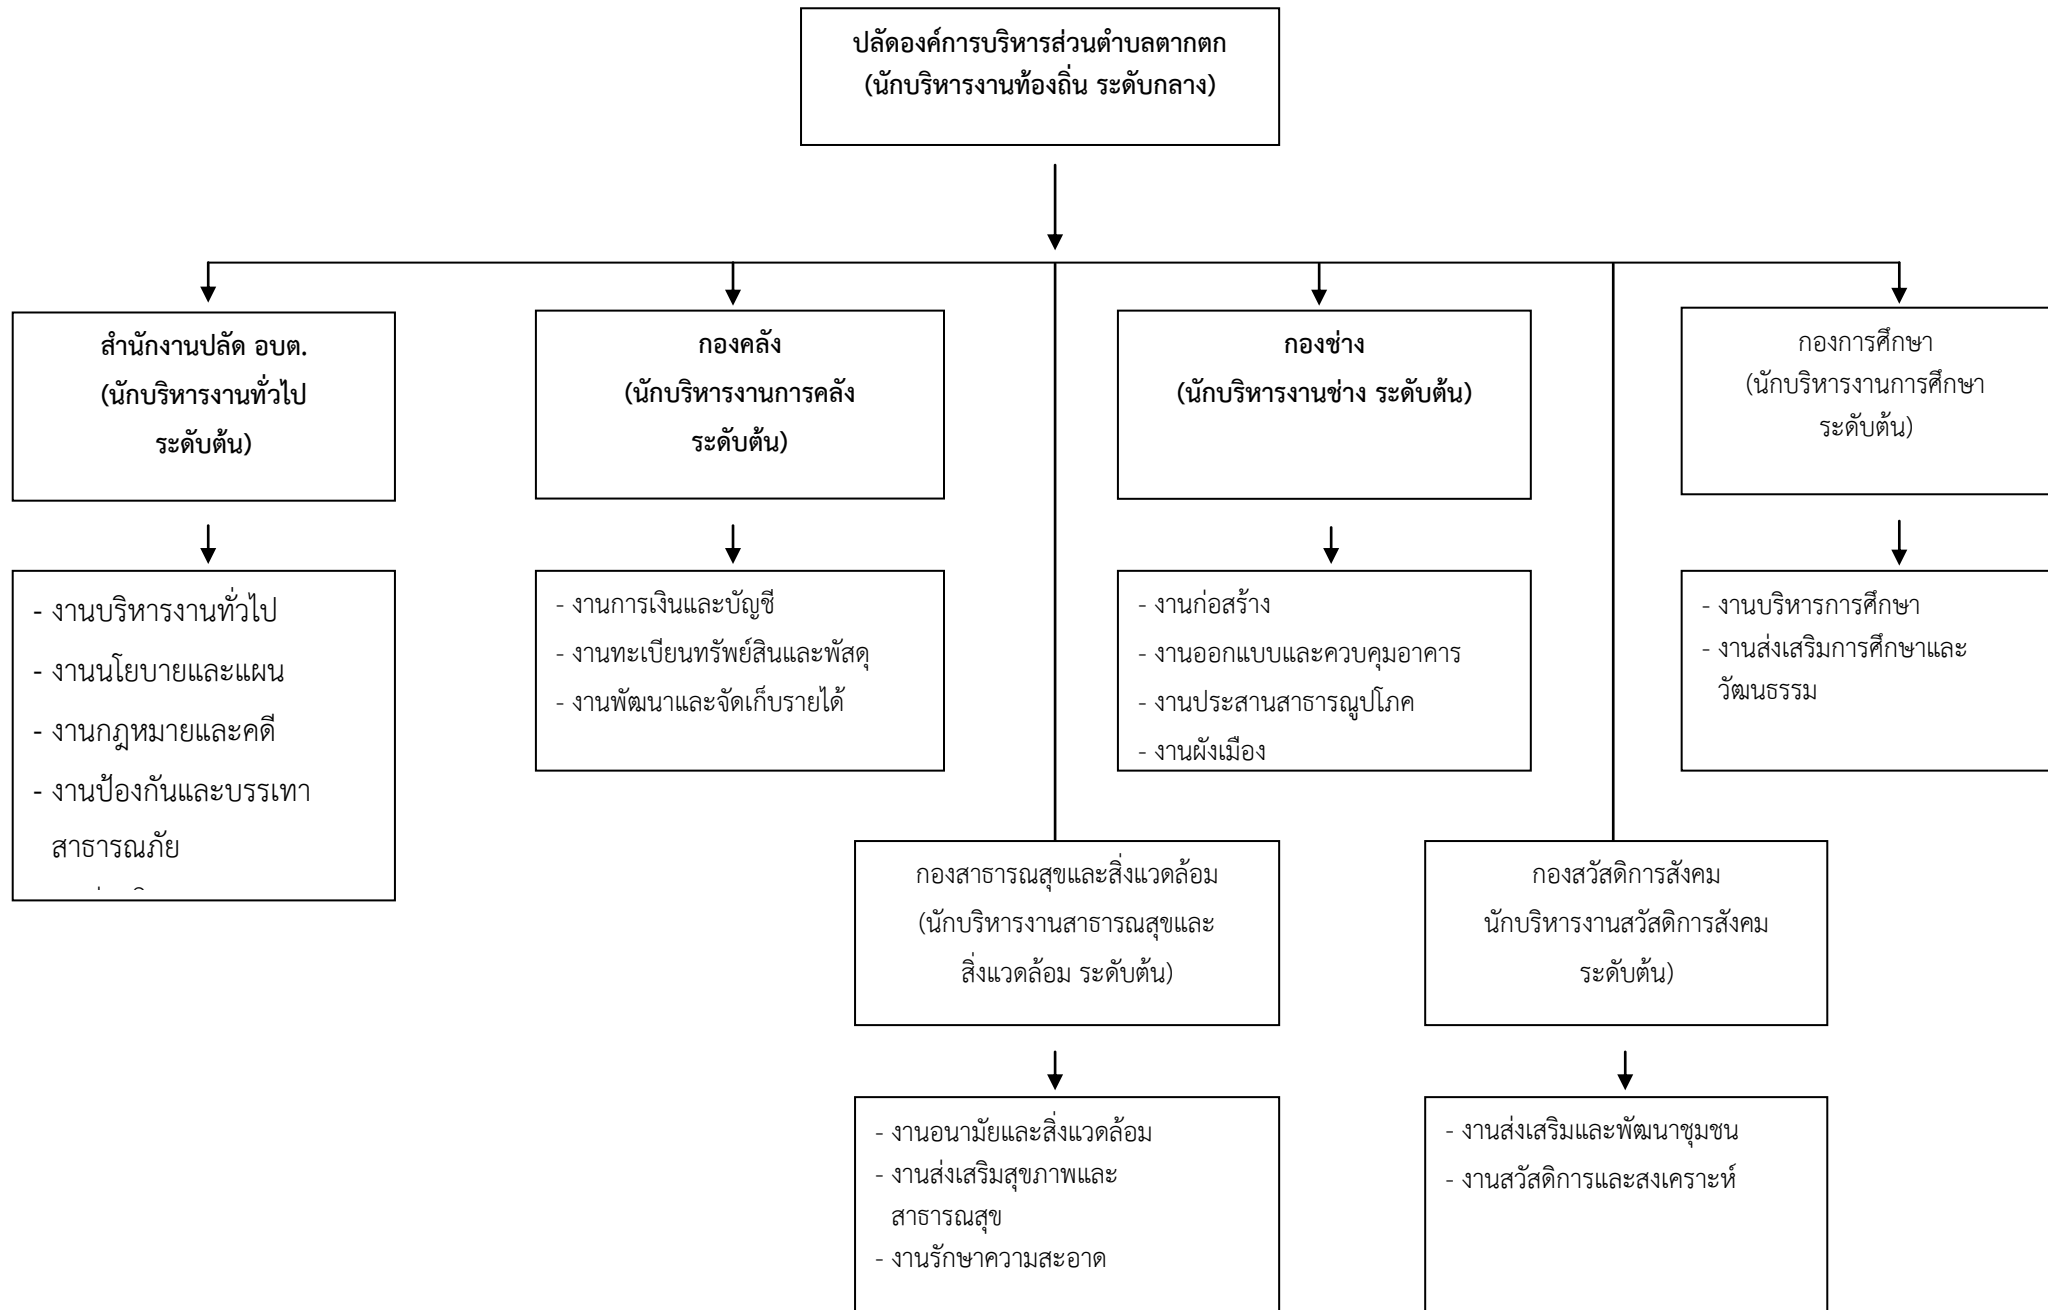 ปลัดองค์การบริหารส่วนตำบลตากตก
(นักบริหารงานท้องถิ่น ระดับกลาง)
สำนักงานปลัด อบต.
(นักบริหารงานทั่วไป
ระดับต้น)
กองคลัง
(นักบริหารงานการคลัง
ระดับต้น)
กองช่าง
(นักบริหารงานช่าง ระดับต้น)
กองการศึกษา
(นักบริหารงานการศึกษา
ระดับต้น)
- งานบริหารงานทั่วไป
- งานนโยบายและแผน
- งานกฎหมายและคดี
- งานป้องกันและบรรเทา
สาธารณภัย
- งานการเงินและบัญชี
- งานทะเบียนทรัพย์สินและพัสดุ
- งานพัฒนาและจัดเก็บรายได้
- งานก่อสร้าง
- งานออกแบบและควบคุมอาคาร
- งานประสานสาธารณูปโภค
- งานผังเมือง
- งานบริหารการศึกษา
- งานส่งเสริมการศึกษาและ
วัฒนธรรม
กองสาธารณสุขและสิ่งแวดล้อม
(นักบริหารงานสาธารณสุขและ
สิ่งแวดล้อม ระดับต้น)
กองสวัสดิการสังคม
นักบริหารงานสวัสดิการสังคม
ระดับต้น)
- งานอนามัยและสิ่งแวดล้อม
- งานส่งเสริมสุขภาพและ
สาธารณสุข
- งานรักษาความสะอาด
- งานส่งเสริมและพัฒนาชุมชน
- งานสวัสดิการและสงเคราะห์